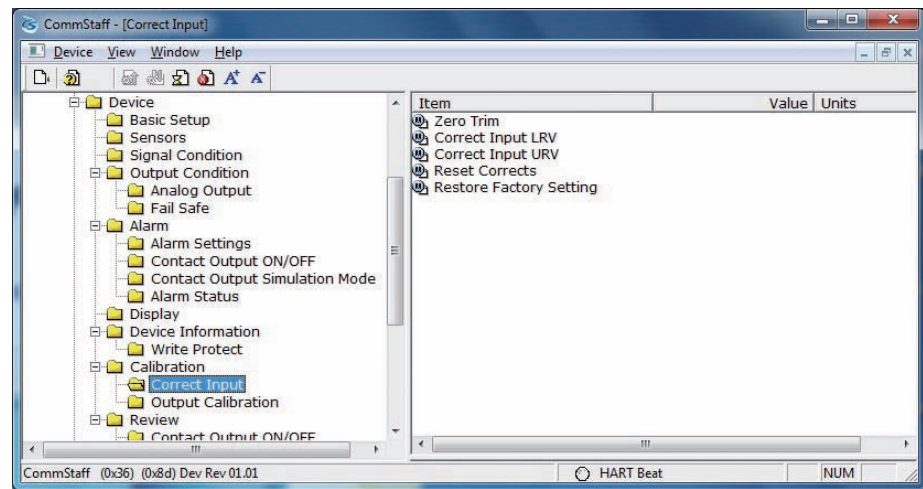 CommStaff - [Correct Input]
Device View Window Help
Device
Basic Setup
Sensors
Signal Condition
Output Condition
Analog Output
Fail Safe
Alarm
Alarm Settings
Contact Output ON/OFF
Contact Output Simulation Mode
Alarm Status
Display
Device Information
Write Protect
Calibration
Correct Input
Output Calibration
Review
Contact Output ON/OFF
Item Value Units
Zero Trim
Correct Input LRV
Correct Input URV
Reset Corrects
Restore Factory Setting
CommStaff (0x36) (0x8d) Dev Rev 01.01 HART Beat NUM